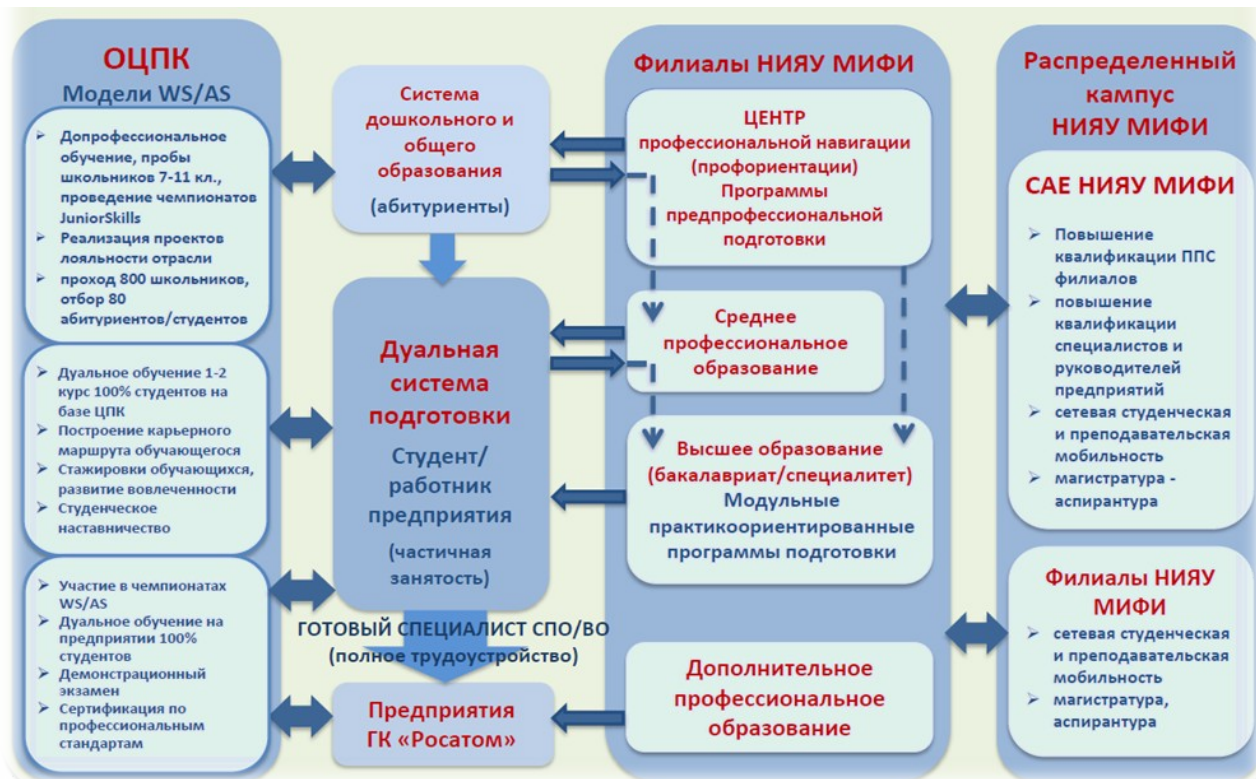 ОЦПК
Модели WS/AS
Допрофессиональное
обучение, пробы
школьников 7-11 кл.,
проведение чемпионатов
JuniorSkills
Реализация проектов
лояльности отрасли
проход 800 школьников,
отбор 80
абитуриентов/студентов
Дуальное обучение 1-2
курс 100% студентов на
базе ЦПК
Построение карьерного
маршрута обучающегося
Стажировки обучающихся,
развитие вовлеченности
Студенческое
наставничество
Участие в чемпионатах
WS/AS
Дуальное обучение на
предприятии 100%
студентов
Демонстрационный
экзамен
Сертификация по
профессиональным
стандартам
Система
дошкольного и
общего
образования
(абитуриенты)
Дуальная
система
подготовки
Студент/
работник
предприятия
(частичная
занятость)
ГОТОВЫЙ СПЕЦИАЛИСТ СПО/ВО
(полное трудоустройство)
Предприятия
ГК «Росатом»
Филиалы НИЯУ МИФИ
ЦЕНТР
профессиональной навигации
(профориентации)
Программы
предпрофессиональной
подготовки
Среднее
профессиональное
образование
Высшее образование
(бакалавриат/специалитет)
Модульные
практикоориентированные
программы подготовки
Дополнительное
профессиональное
образование
Распределенный
кампус
НИЯУ МИФИ
САЕ НИЯУ МИФИ
Повышение
квалификации ППС
филиалов
повышение
квалификации
специалистов и
руководителей
предприятий
сетевая студенческая
и преподавательская
мобильность
магистратура -
аспирантура
Филиалы НИЯУ
МИФИ
сетевая студенческая
и преподавательская
мобильность
магистратура,
аспирантура